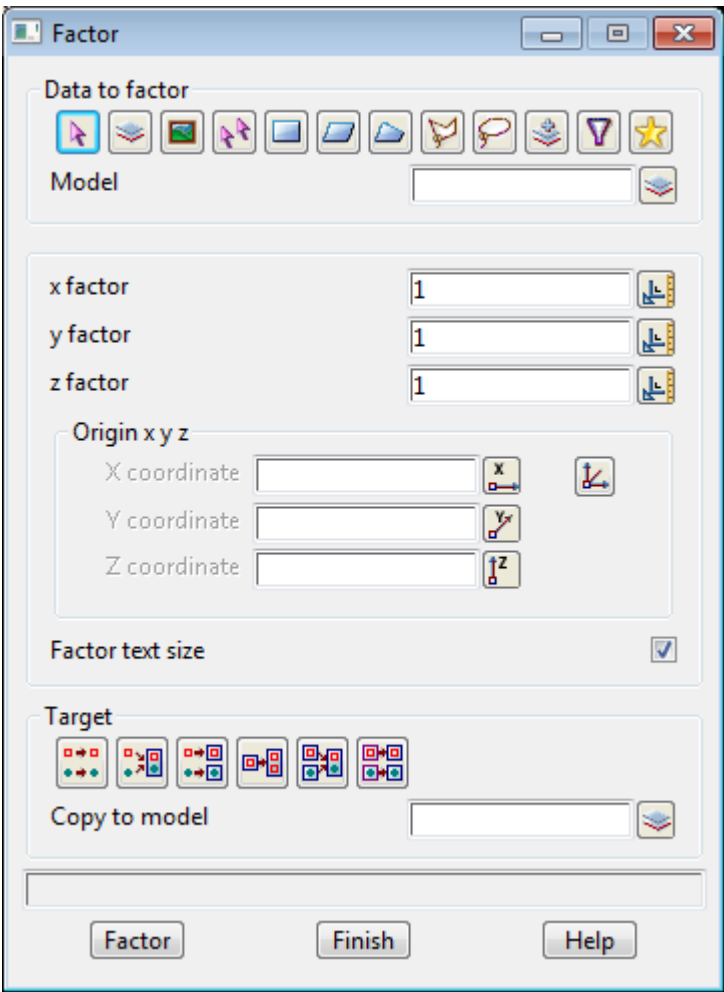 Factor
Data to factor
Model
x factor 1
y factor 1
z factor 1
Origin x y z
X coordinate X
Y coordinate Y
Z coordinate Z
Factor text size
Target
Copy to model
Factor Finish Help